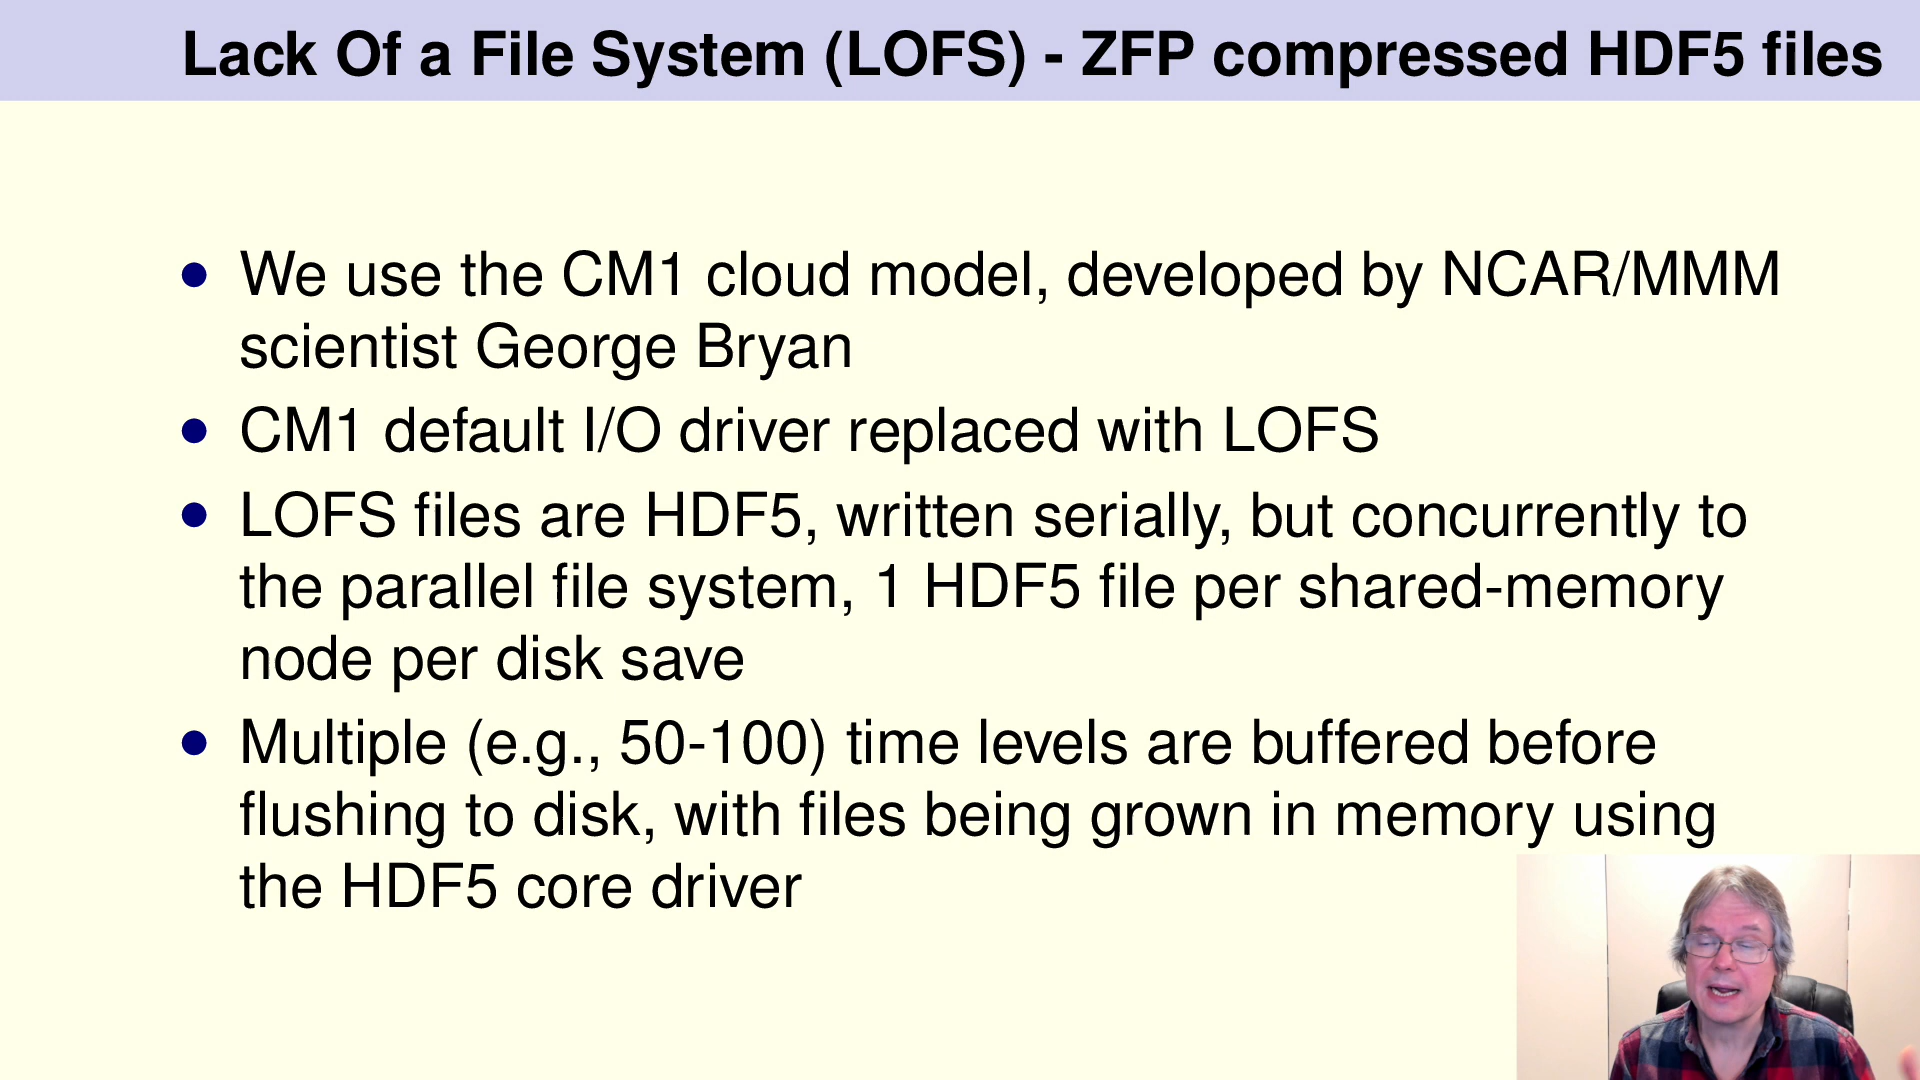 Lack Of a File System (LOFS) - ZFP compressed HDF5 files
• We use the CM1 cloud model, developed by NCAR/MMM
scientist George Bryan
• CM1 default I/O driver replaced with LOFS
• LOFS files are HDF5, written serially, but concurrently to
the parallel file system, 1 HDF5 file per shared-memory
node per disk save
• Multiple (e.g., 50-100) time levels are buffered before
flushing to disk, with files being grown in memory using
the HDF5 core driver